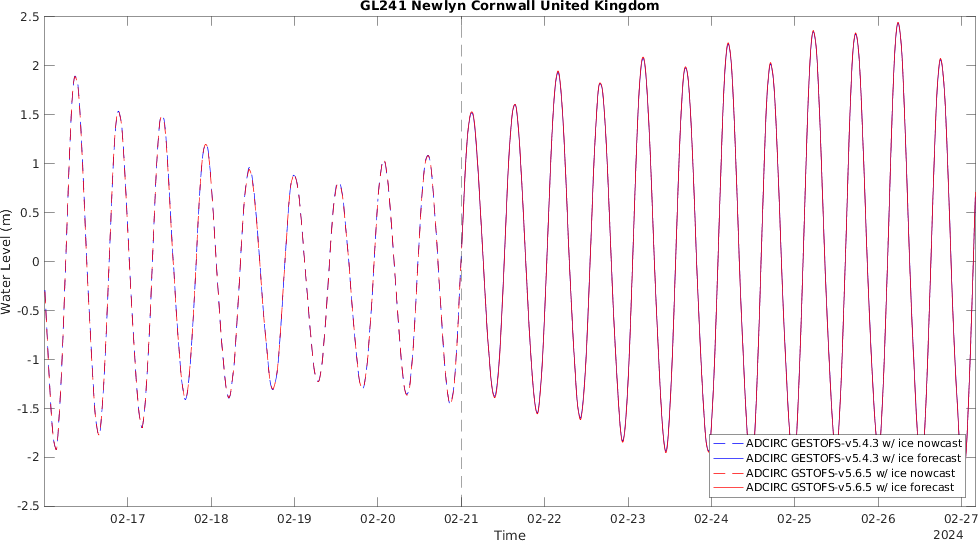 GL241 Newlyn Cornwall United Kingdom
2.5
2
1.5
1
0.5
0
-0.5
-1
-1.5
-2
-2.5
Water Level (m)
ADCIRC GESTOFS-v5.4.3 w/ ice nowcast
ADCIRC GESTOFS-v5.4.3 w/ ice forecast
ADCIRC GSTOFS-v5.6.5 w/ ice nowcast
ADCIRC GSTOFS-v5.6.5 w/ ice forecast
02-17 02-18 02-19 02-20 02-21 02-22 02-23 02-24 02-25 02-26 02-27
Time
2024